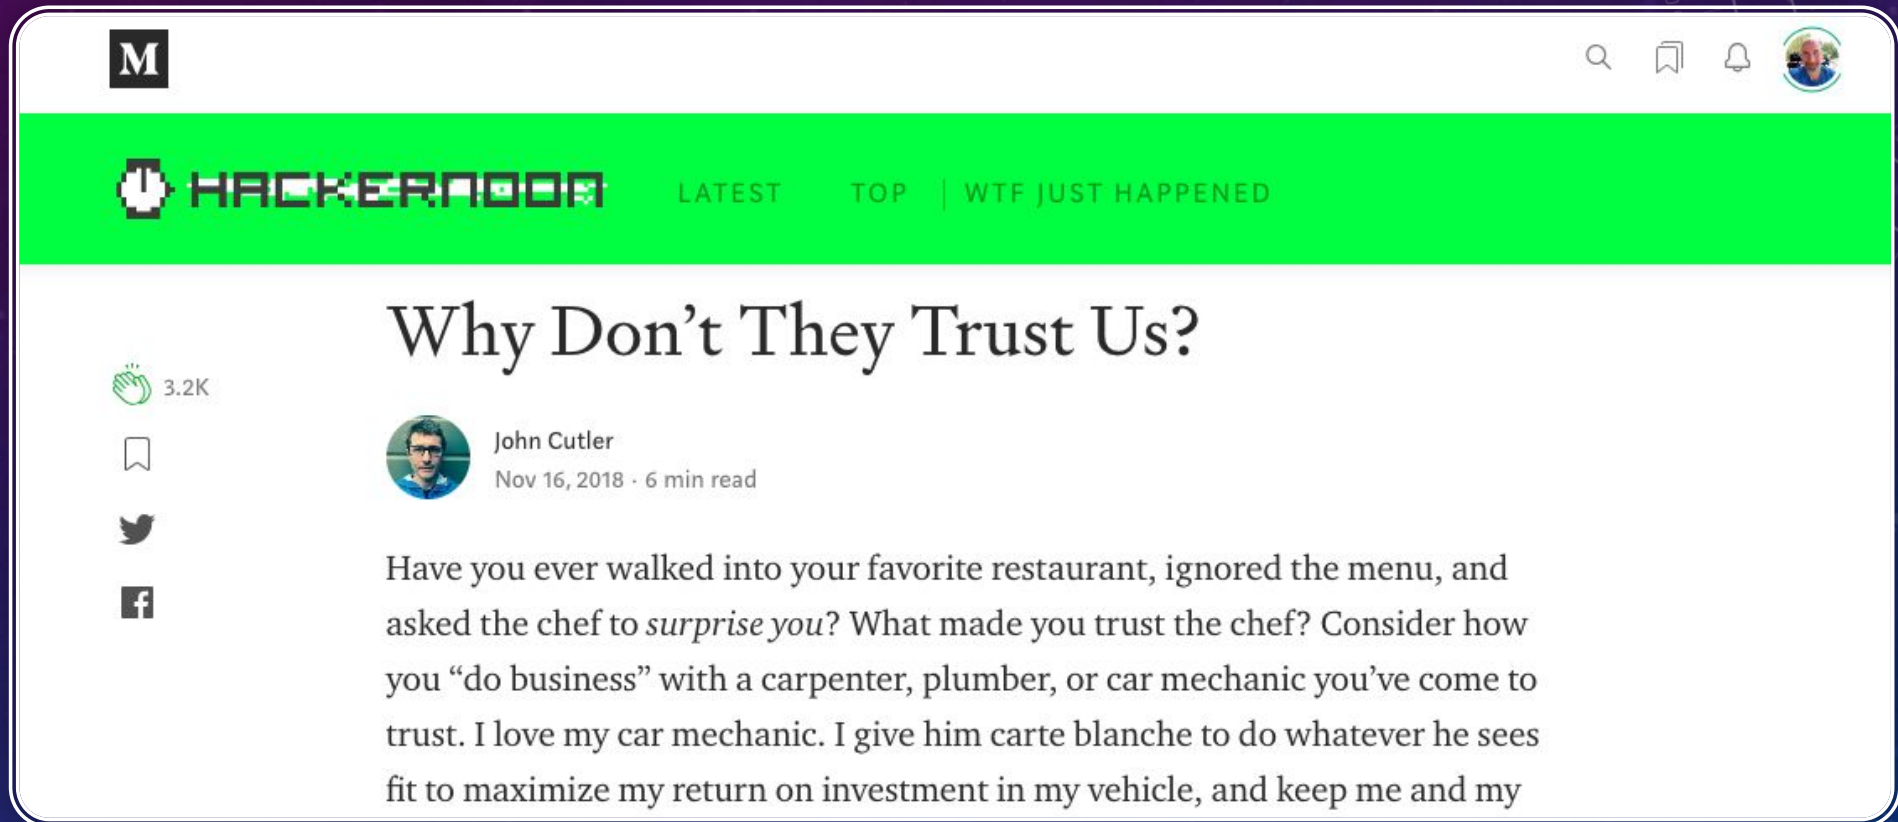 M
HACKERNOON
LATEST TOP WTF JUST HAPPENED
Why Don’t They Trust Us?
3.2K
John Cutler
Nov 16, 2018 · 6 min read
Have you ever walked into your favorite restaurant, ignored the menu, and
asked the chef to surprise you? What made you trust the chef? Consider how
you “do business” with a carpenter, plumber, or car mechanic you’ve come to
trust. I love my car mechanic. I give him carte blanche to do whatever he sees
fit to maximize my return on investment in my vehicle, and keep me and my